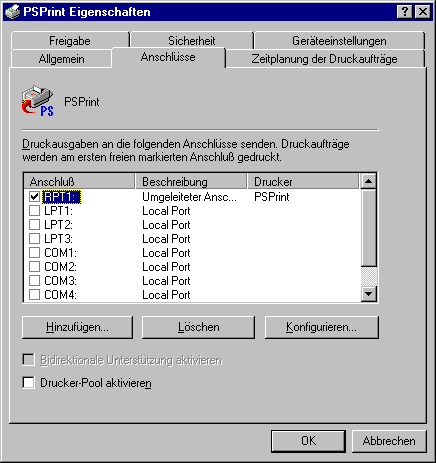 PSPrint Eigenschaften
Freigabe Sicherheit Geräteeinstellungen
Allgemein Anschlüsse Zeitplanung der Druckaufträge
PS PSPrint
Druckausgaben an die folgenden Anschlüsse senden. Druckaufträge
werden am ersten freien markierten Anschluß gedruckt.
Anschluß Beschreibung Drucker
RPT1: Umgeleiteter Ansc... PSPrint
LPT1: Local Port
LPT2: Local Port
LPT3: Local Port
COM1: Local Port
COM2: Local Port
COM3: Local Port
COM4: Local Port
Hinzufügen... Löschen Konfigurieren...
Bidirektionale Unterstützung aktivieren
Drucker-Pool aktivieren
OK Abbrechen